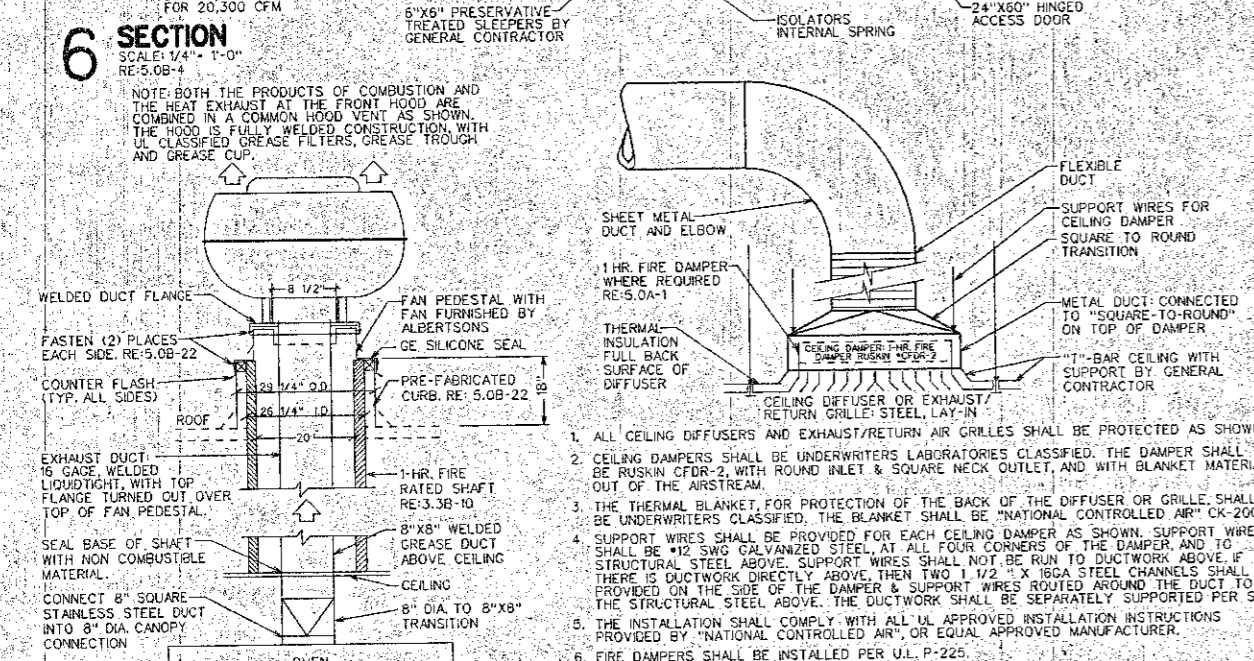 FOR 20,300 CFM
6"X6" PRESERVATIVE
TREATED SLEEPERS BY
GENERAL CONTRACTOR
ISOLATORS
INTERNAL SPRING
24"X60" HINGED
ACCESS DOOR
6 SECTION
SCALE: 1/4"- 1'-0"
RE:5.0B-4
NOTE: BOTH THE PRODUCTS OF COMBUSTION AND
THE HEAT EXHAUST AT THE FRONT HOOD ARE
COMBINED IN A COMMON HOOD VENT AS SHOWN.
THE HOOD IS FULLY WELDED CONSTRUCTION, WITH
UL CLASSIFIED GREASE FILTERS, GREASE TROUGH
AND GREASE CUP.
WELDED DUCT FLANGE
8 1/2"
FASTEN (2) PLACES
EACH SIDE. RE:5.0B-22
COUNTER FLASH
(TYP. ALL SIDES)
ROOF
29 1/4" O.D.
26 1/4" I.D.
20"
18"
FAN PEDESTAL WITH
FAN FURNISHED BY
ALBERTSONS
GE SILICONE SEAL
PRE-FABRICATED
CURB. RE: 5.0B-22
EXHAUST DUCT:
16 GAGE, WELDED
LIQUIDTIGHT, WITH TOP
FLANGE TURNED OUT OVER
TOP OF FAN PEDESTAL.
1-HR. FIRE
RATED SHAFT
RE:3.3B-10
SEAL BASE OF SHAFT
WITH NON COMBUSTIBLE
MATERIAL.
8"X8" WELDED
GREASE DUCT
ABOVE CEILING
CEILING
CONNECT 8" SQUARE
STAINLESS STEEL DUCT
INTO 8" DIA. CANOPY
CONNECTION
8" DIA. TO 8"X8"
TRANSITION
OVEN
FLEXIBLE
DUCT
SHEET METAL
DUCT AND ELBOW
SUPPORT WIRES FOR
CEILING DAMPER
SQUARE TO ROUND
TRANSITION
1 HR. FIRE DAMPER
WHERE REQUIRED
RE:5.0A-1
THERMAL
INSULATION
FULL BACK
SURFACE OF
DIFFUSER
METAL DUCT: CONNECTED
TO "SQUARE-TO-ROUND"
ON TOP OF DAMPER
CEILING DAMPER: 1-HR. FIRE
DAMPER RUSKIN #CFDR-2
"T"-BAR CEILING WITH
SUPPORT BY GENERAL
CONTRACTOR
CEILING DIFFUSER OR EXHAUST/
RETURN GRILLE: STEEL, LAY-IN
1. ALL CEILING DIFFUSERS AND EXHAUST/RETURN AIR GRILLES SHALL BE PROTECTED AS SHOW
2. CEILING DAMPERS SHALL BE UNDERWRITERS LABORATORIES CLASSIFIED. THE DAMPER SHALL
BE RUSKIN CFDR-2, WITH ROUND INLET & SQUARE NECK OUTLET, AND WITH BLANKET MATERI
OUT OF THE AIRSTREAM.
3. THE THERMAL BLANKET, FOR PROTECTION OF THE BACK OF THE DIFFUSER OR GRILLE, SHALL
BE UNDERWRITERS CLASSIFIED. THE BLANKET SHALL BE "NATIONAL CONTROLLED AIR" CK-200
4. SUPPORT WIRES SHALL BE PROVIDED FOR EACH CEILING DAMPER AS SHOWN. SUPPORT WIRE
SHALL BE #12 SWG GALVANIZED STEEL, AT ALL FOUR CORNERS OF THE DAMPER, AND TO
STRUCTURAL STEEL ABOVE. SUPPORT WIRES SHALL NOT BE RUN TO DUCTWORK ABOVE, IF
THERE IS DUCTWORK DIRECTLY ABOVE, THEN TWO 1 1/2" X 16GA STEEL CHANNELS SHALL
PROVIDED ON THE SIDE OF THE DAMPER & SUPPORT WIRES ROUTED AROUND THE DUCT TO
THE STRUCTURAL STEEL ABOVE. THE DUCTWORK SHALL BE SEPARATELY SUPPORTED PER S
5. THE INSTALLATION SHALL COMPLY WITH ALL UL APPROVED INSTALLATION INSTRUCTIONS
PROVIDED BY "NATIONAL CONTROLLED AIR", OR EQUAL APPROVED MANUFACTURER.
6. FIRE DAMPERS SHALL BE INSTALLED PER U.L. P-225.